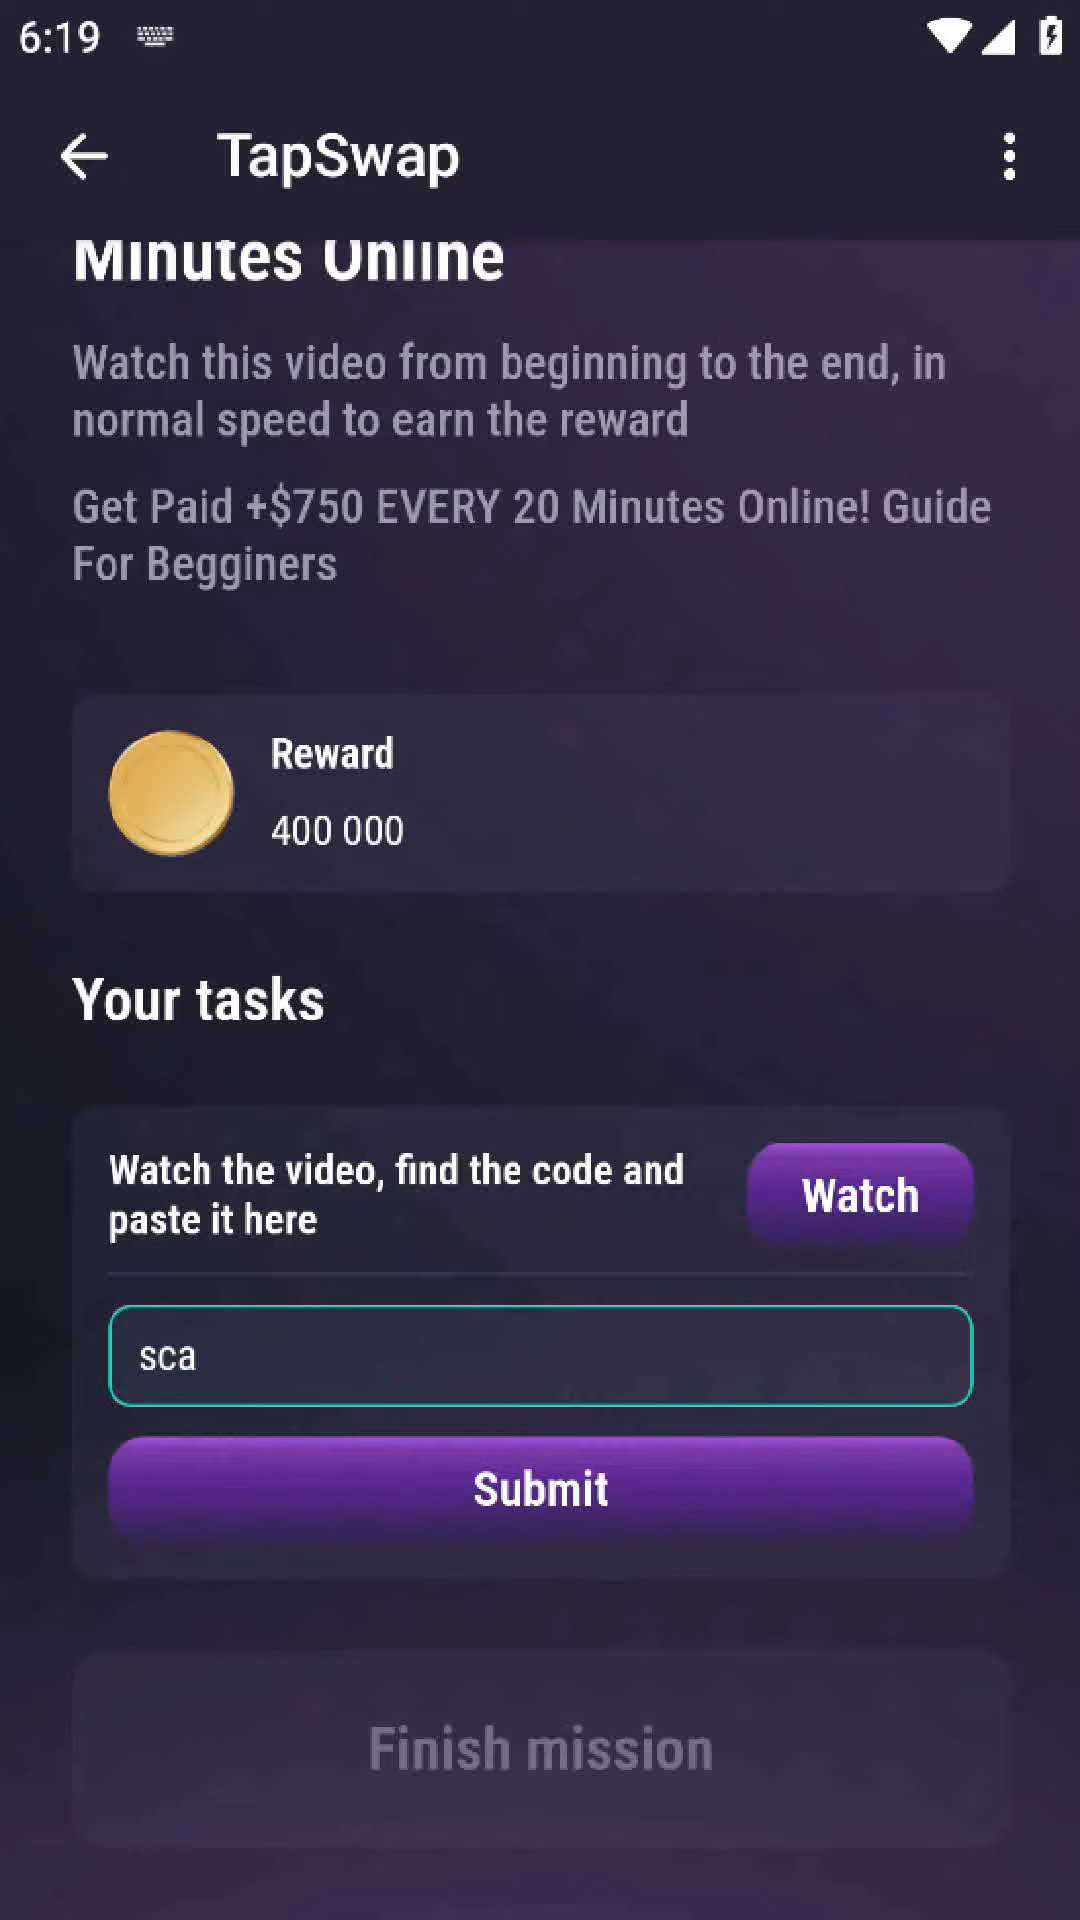 6:19
TapSwap
Minutes Online
Watch this video from beginning to the end, in
normal speed to earn the reward
Get Paid +$750 EVERY 20 Minutes Online! Guide
For Begginers
Reward
400 000
Your tasks
Watch the video, find the code and
paste it here
Watch
sca
Submit
Finish mission